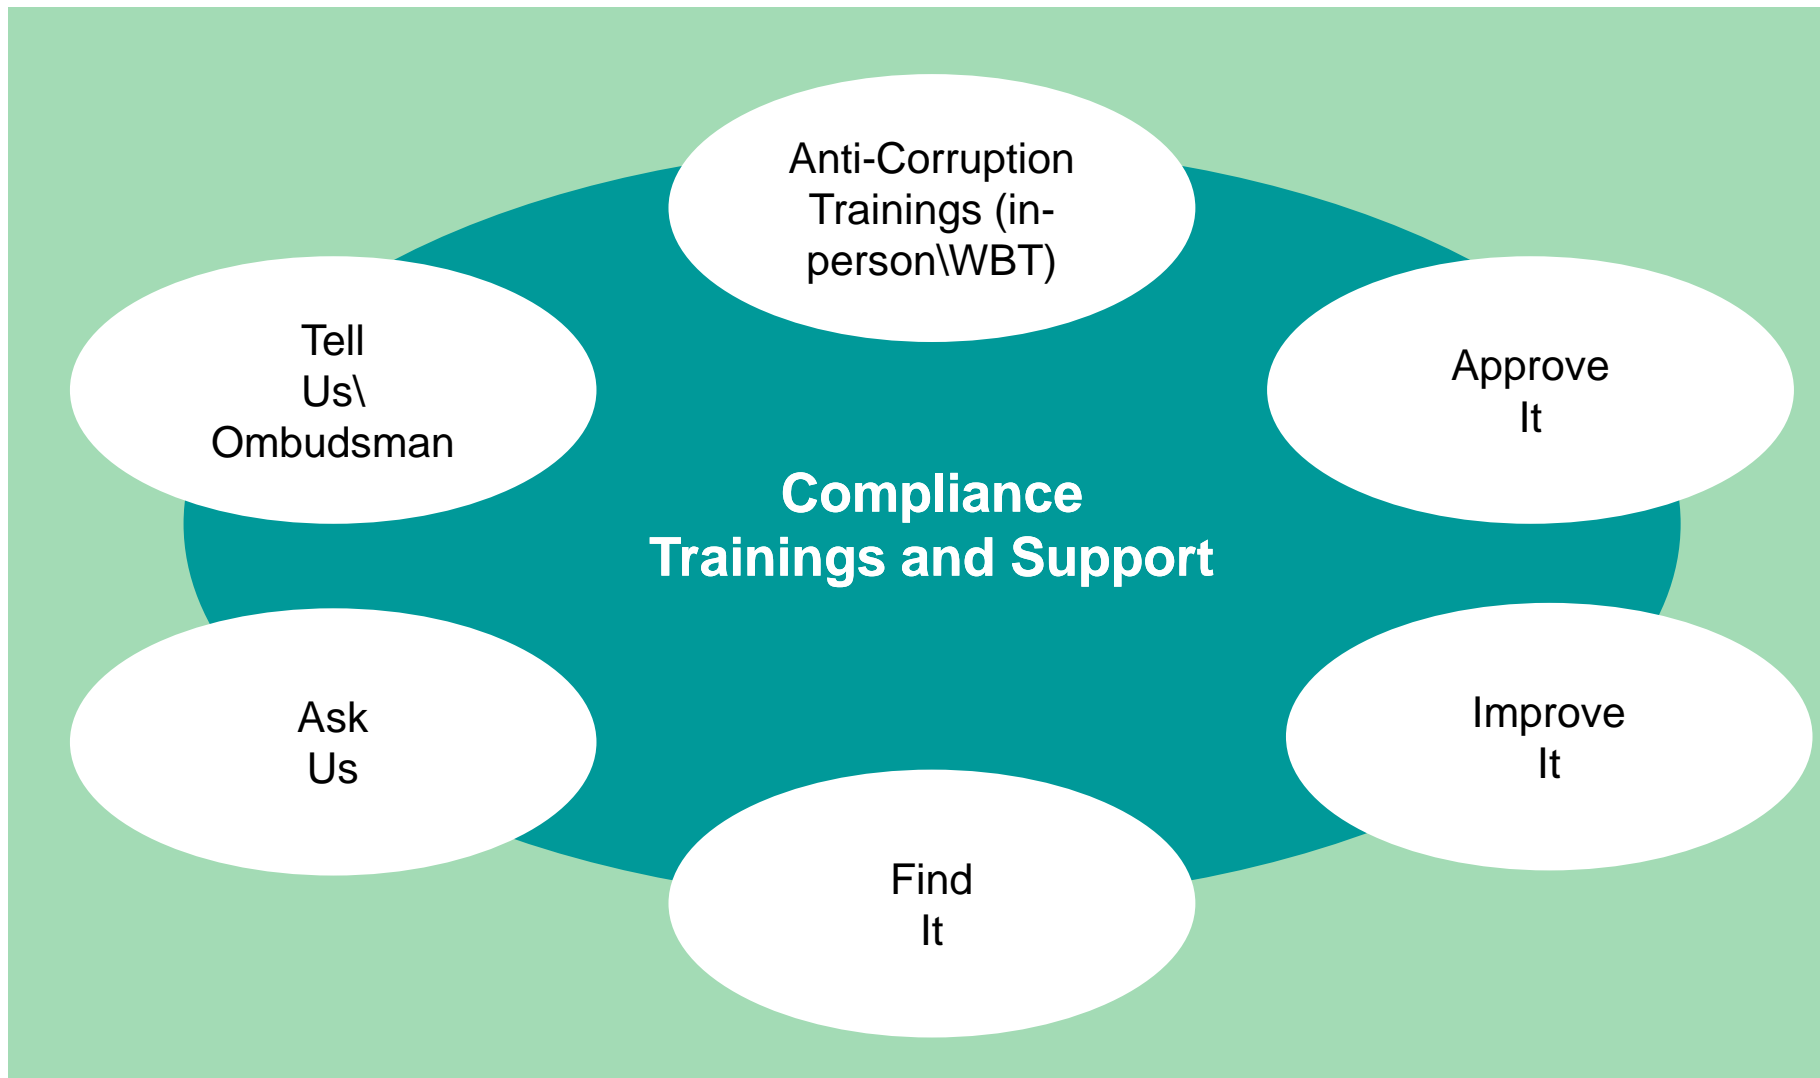 Anti-Corruption
Trainings (in-
person\WBT)
Tell
Us\
Ombudsman
Approve
It
Compliance
Trainings and Support
Ask
Us
Improve
It
Find
It